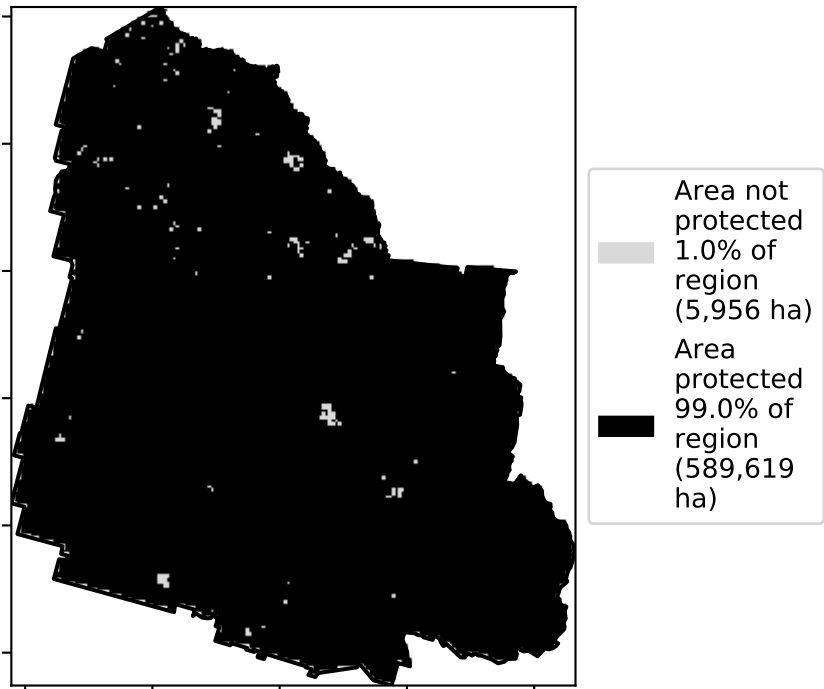 Area not
protected
1.0% of
region
(5,956 ha)
Area
protected
99.0% of
region
(589,619
ha)